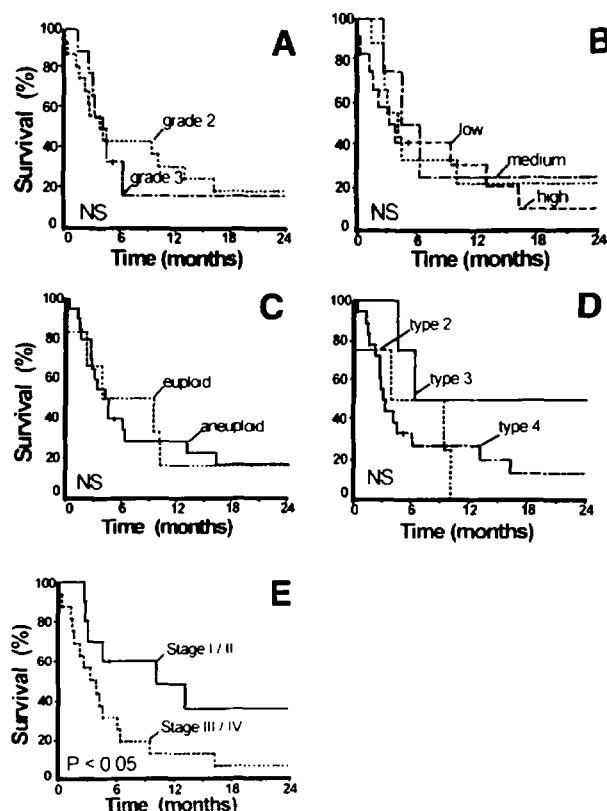 A
Survival (%)
100
80
60
40
20
grade 2
grade 3
NS
0 6 12 18 24
Time (months)
B
Survival (%)
100
80
60
40
20
low
medium
high
NS
0 6 12 18 24
Time (months)
C
Survival (%)
100
80
60
40
20
euploid
aneuploid
NS
0 6 12 18 24
Time (months)
D
Survival (%)
100
80
60
40
20
0
type 2
type 3
type 4
NS
0 6 12 18 24
Time (months)
E
Survival (%)
100
80
60
40
20
Stage I / II
Stage III / IV
P < 0 05
0 6 12 18 24
Time (months)